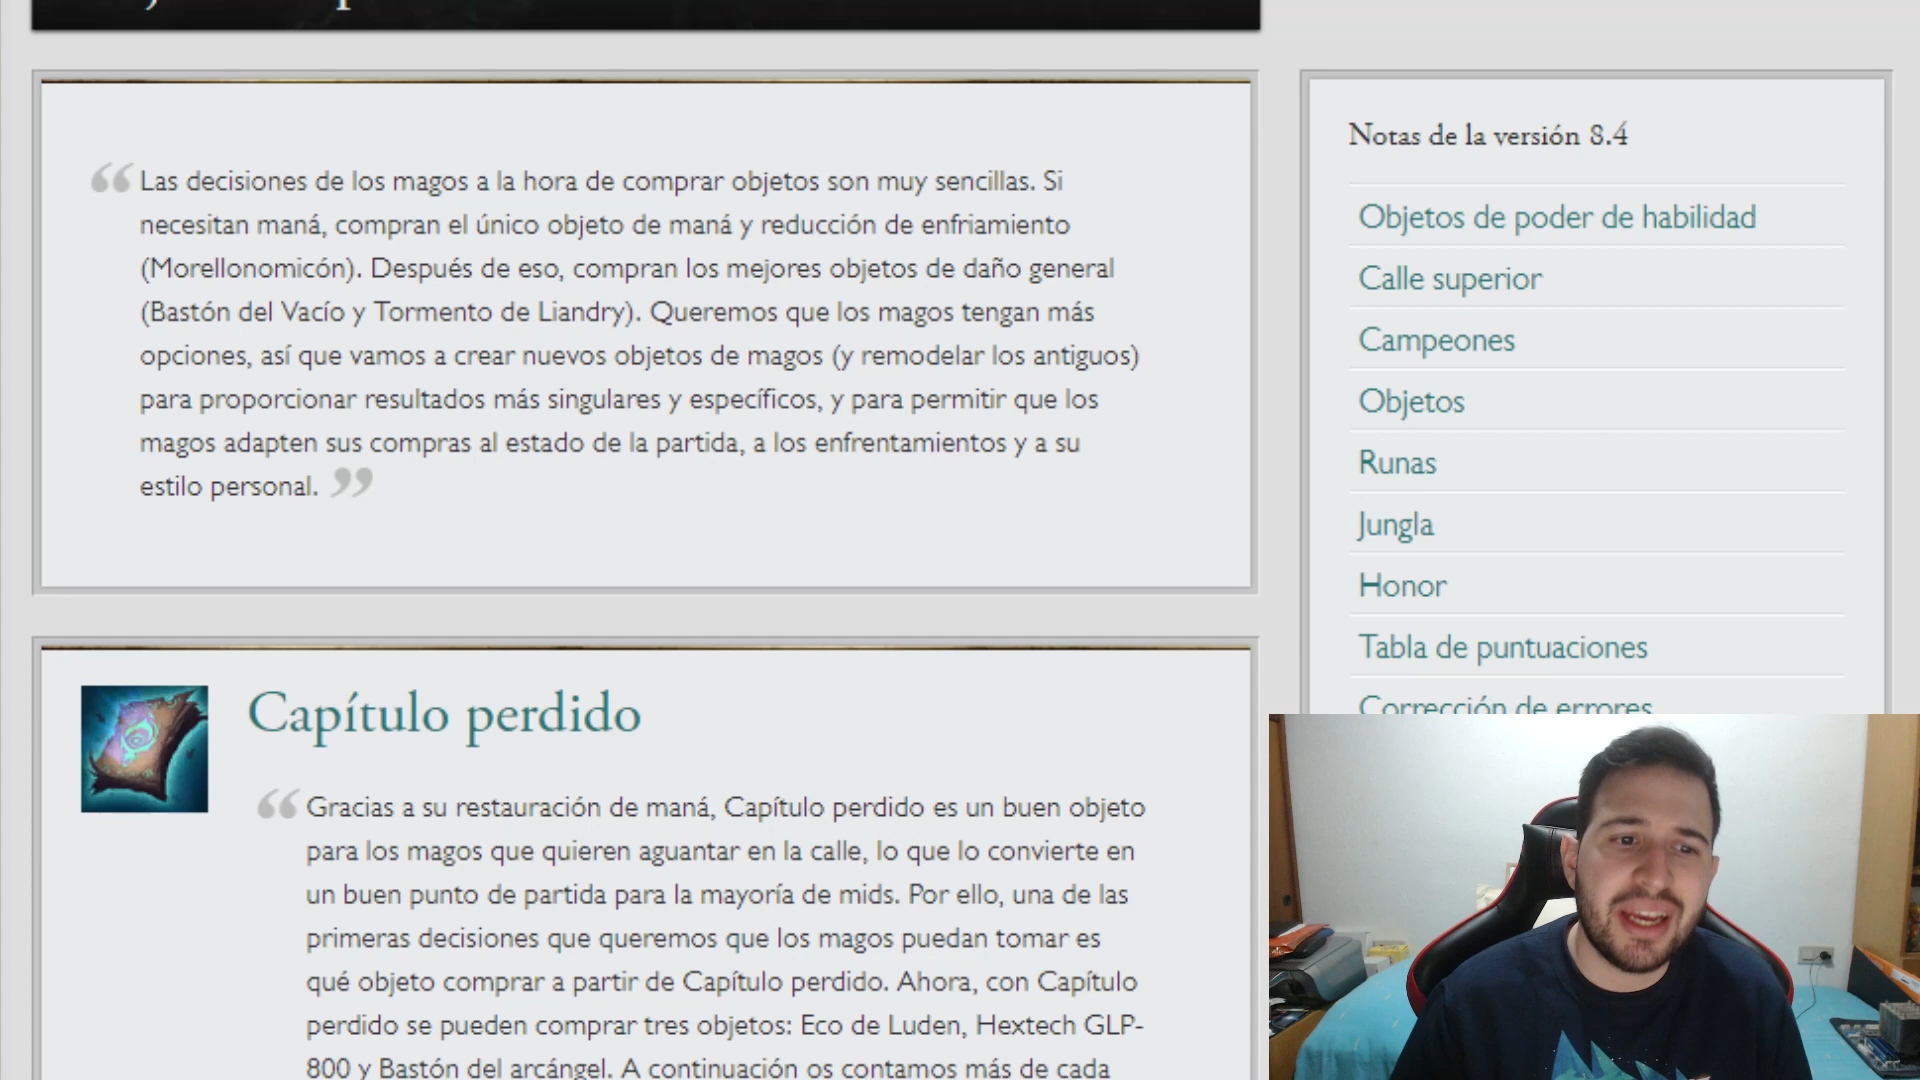 Las decisiones de los magos a la hora de comprar objetos son muy sencillas. Si
necesitan maná, compran el único objeto de maná y reducción de enfriamiento
(Morellonomicón). Después de eso, compran los mejores objetos de daño general
(Bastón del Vacío y Tormento de Liandry). Queremos que los magos tengan más
opciones, así que vamos a crear nuevos objetos de magos (y remodelar los antiguos)
para proporcionar resultados más singulares y específicos, y para permitir que los
magos adapten sus compras al estado de la partida, a los enfrentamientos y a su
estilo personal.
Capítulo perdido
Gracias a su restauración de maná, Capítulo perdido es un buen objeto
para los magos que quieren aguantar en la calle, lo que lo convierte en
un buen punto de partida para la mayoría de mids. Por ello, una de las
primeras decisiones que queremos que los magos puedan tomar es
qué objeto comprar a partir de Capítulo perdido. Ahora, con Capítulo
perdido se pueden comprar tres objetos: Eco de Luden, Hextech GLP-
800 y Bastón del arcángel. A continuación os contamos más de cada
Notas de la versión 8.4
Objetos de poder de habilidad
Calle superior
Campeones
Objetos
Runas
Jungla
Honor
Tabla de puntuaciones
Corrección de errores